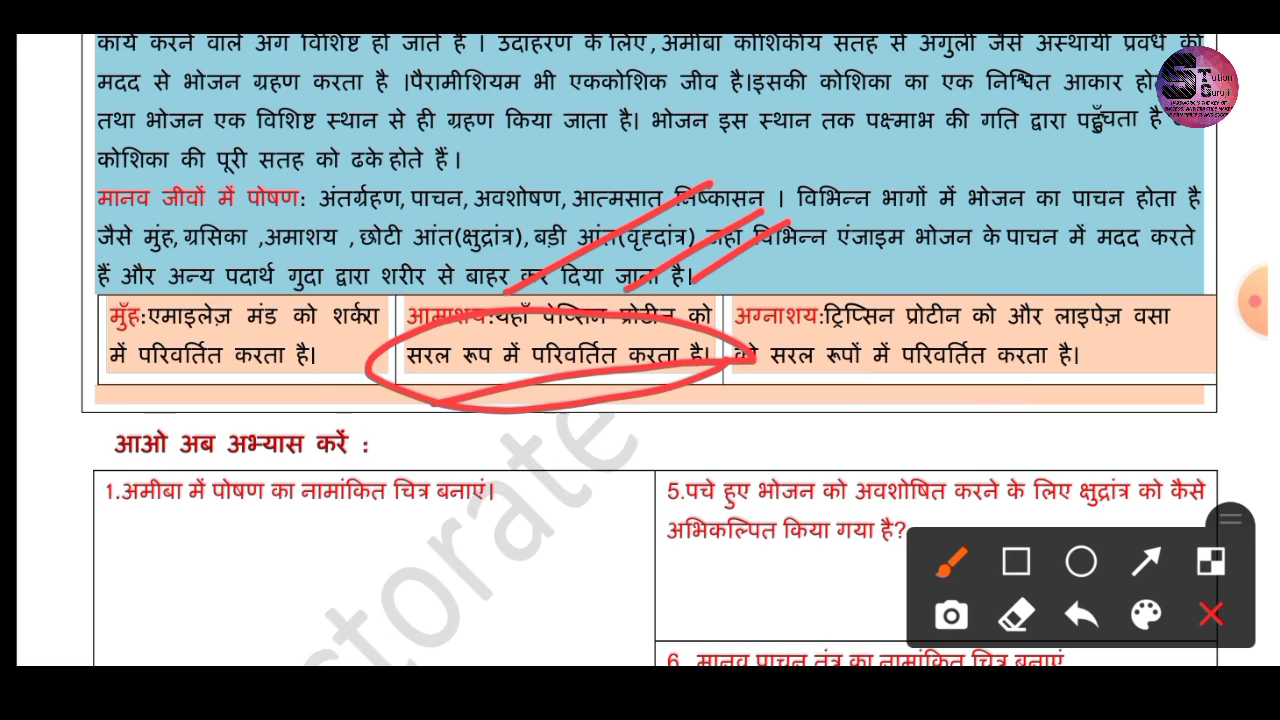 कार्य करने वाले अंग विशिष्ट हो जाते हैं । उदाहरण के लिए ,अमीबा कोशिकीय सतह से अंगुली जैसे अस्थायी प्रवर्ध की
मदद से भोजन ग्रहण करता है ।पैरामीशियम भी एककोशिक जीव है।इसकी कोशिका का एक निश्चित आकार
तथा भोजन एक विशिष्ट स्थान से ही ग्रहण किया जाता है। भोजन इस स्थान तक पक्ष्माभ की गति द्वारा पहुँचता है
कोशिका की पूरी सतह को ढके होते हैं ।
मानव जीवों में पोषण: अंतर्ग्रहण, पाचन, अवशोषण, आत्मसात निष्कासन । विभिन्न भागों में भोजन का पाचन होता है
जैसे मुंह, ग्रसिका ,अमाशय , छोटी आंत(क्षुद्रांत्र), बड़ी आंत(वृहदांत्र) जहा विभिन्न एंजाइम भोजन के पाचन में मदद करते
हैं और अन्य पदार्थ गुदा द्वारा शरीर से बाहर कर दिया जाता है।
मुँह:एमाइलेज़ मंड को शर्करा
में परिवर्तित करता है।
आमाशय:यहाँ पेप्सिन प्रोटीन को
सरल रूप में परिवर्तित करता है।
अग्नाशय:ट्रिप्सिन प्रोटीन को और लाइपेज़ वसा
को सरल रूपों में परिवर्तित करता है।
आओ अब अभ्यास करें :
1.अमीबा में पोषण का नामांकित चित्र बनाएं।
5.पचे हुए भोजन को अवशोषित करने के लिए क्षुद्रांत्र को कैसे
अभिकल्पित किया गया है?
6. मानव पाचन तंत्र का नामांकित चित्र बनाएं
storate
Tution
Guruji